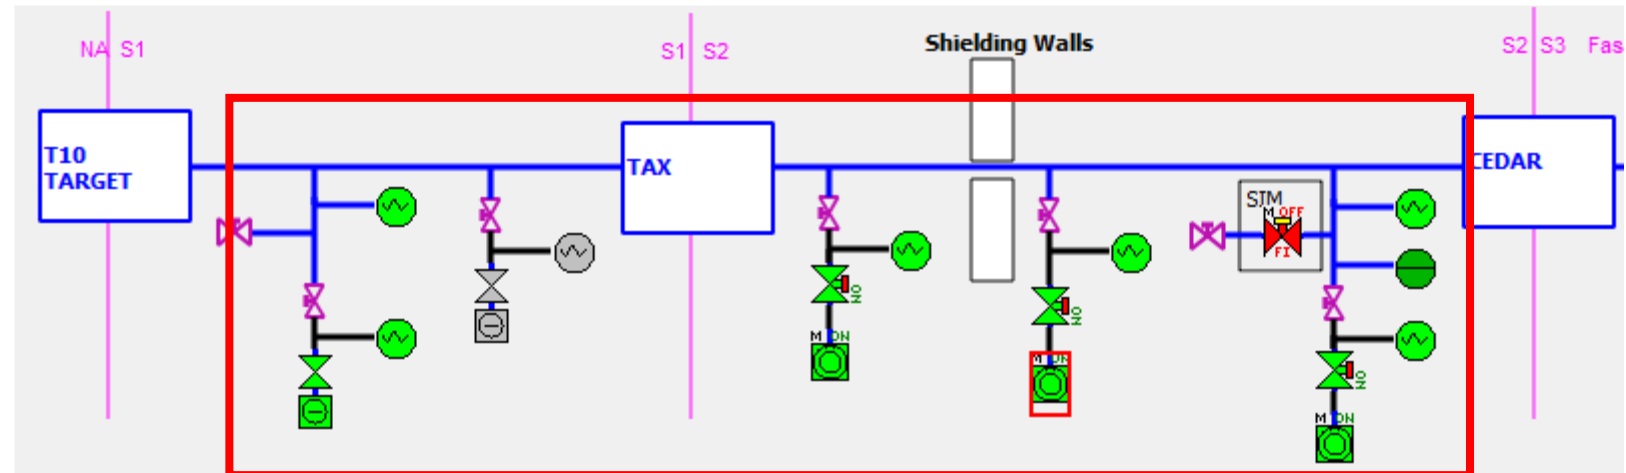 NA S1
S1 S2
Shielding Walls
S2 S3 Fas
T10
TARGET
TAX
CEDAR
SIM
M OFF
FI
NO
NO
NO
M ON
M ON
M ON